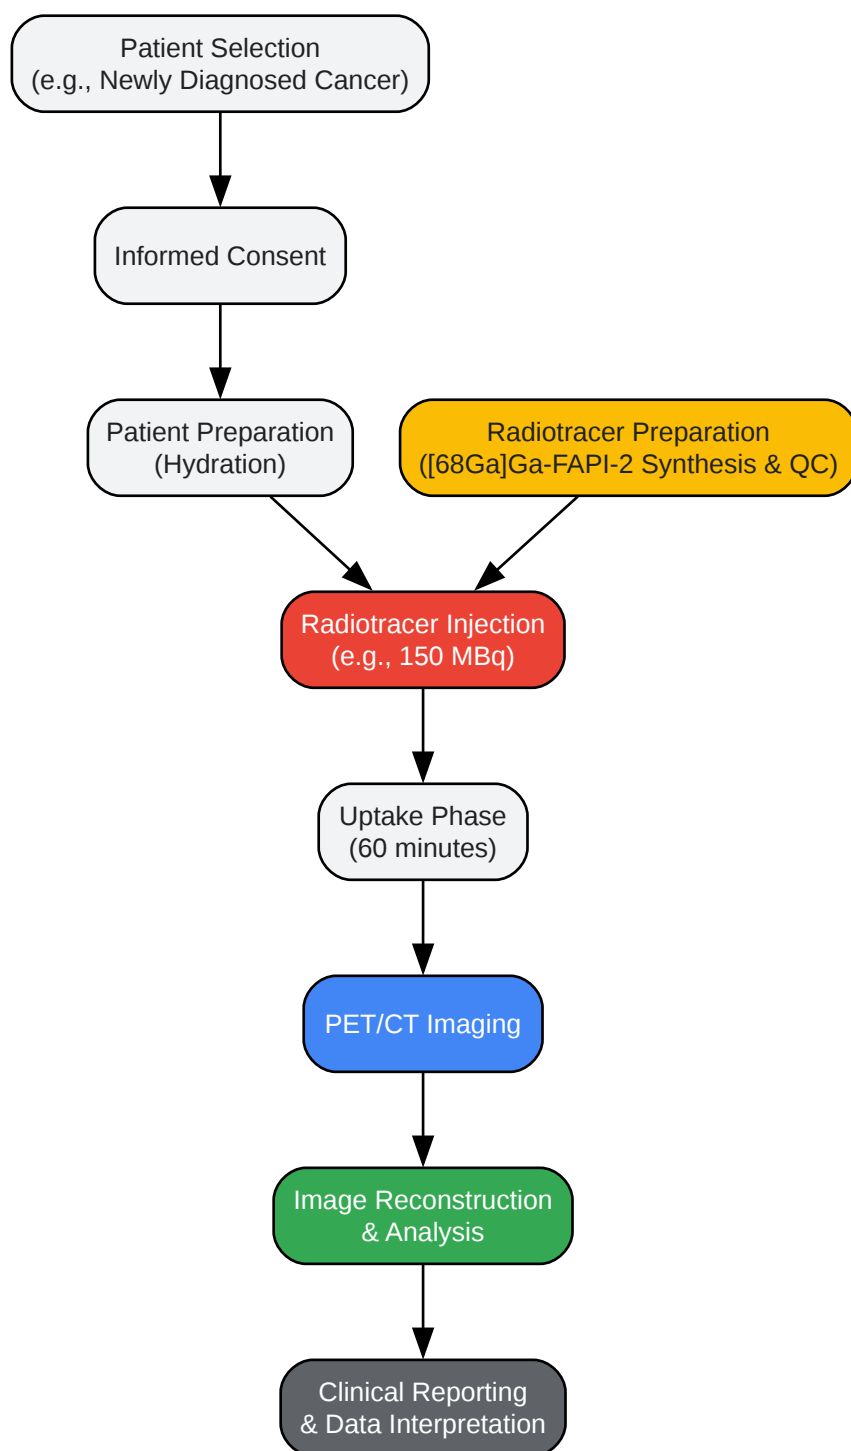 Patient Selection
(e.g., Newly Diagnosed Cancer)
Informed Consent
Patient Preparation
(Hydration)
Radiotracer Preparation
([68Ga]Ga-FAPI-2 Synthesis & QC)
Radiotracer Injection
(e.g., 150 MBq)
Uptake Phase
(60 minutes)
PET/CT Imaging
Image Reconstruction
& Analysis
Clinical Reporting
& Data Interpretation